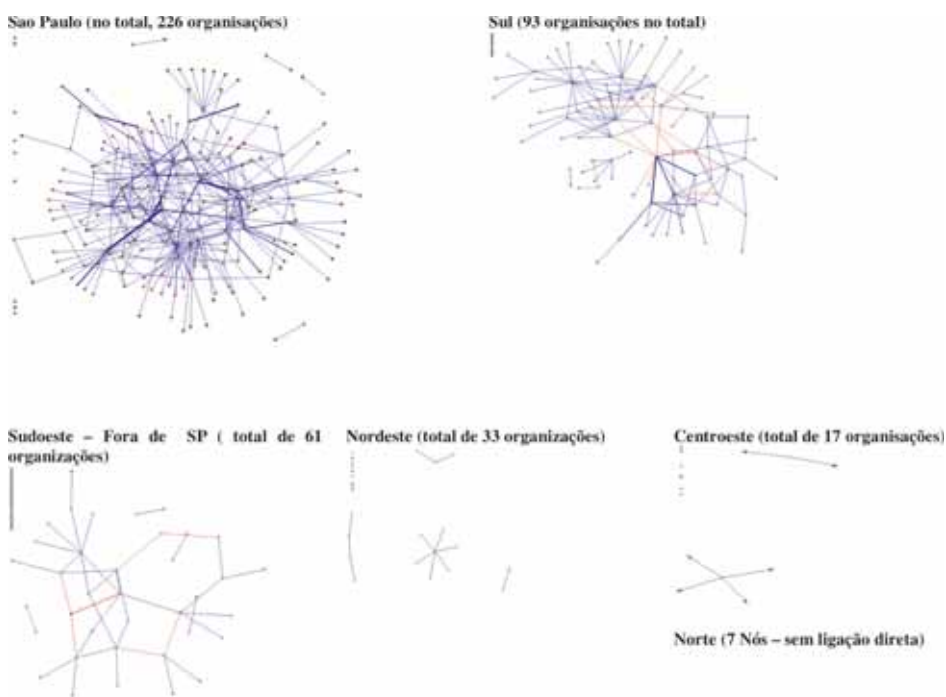 Sao Paulo (no total, 226 organisações)
Sul (93 organisações no total)
Sudoeste – Fora de SP ( total de 61
organizações)
Nordeste (total de 33 organizações)
Centroeste (total de 17 organisações)
Norte (7 Nós – sem ligação direta)